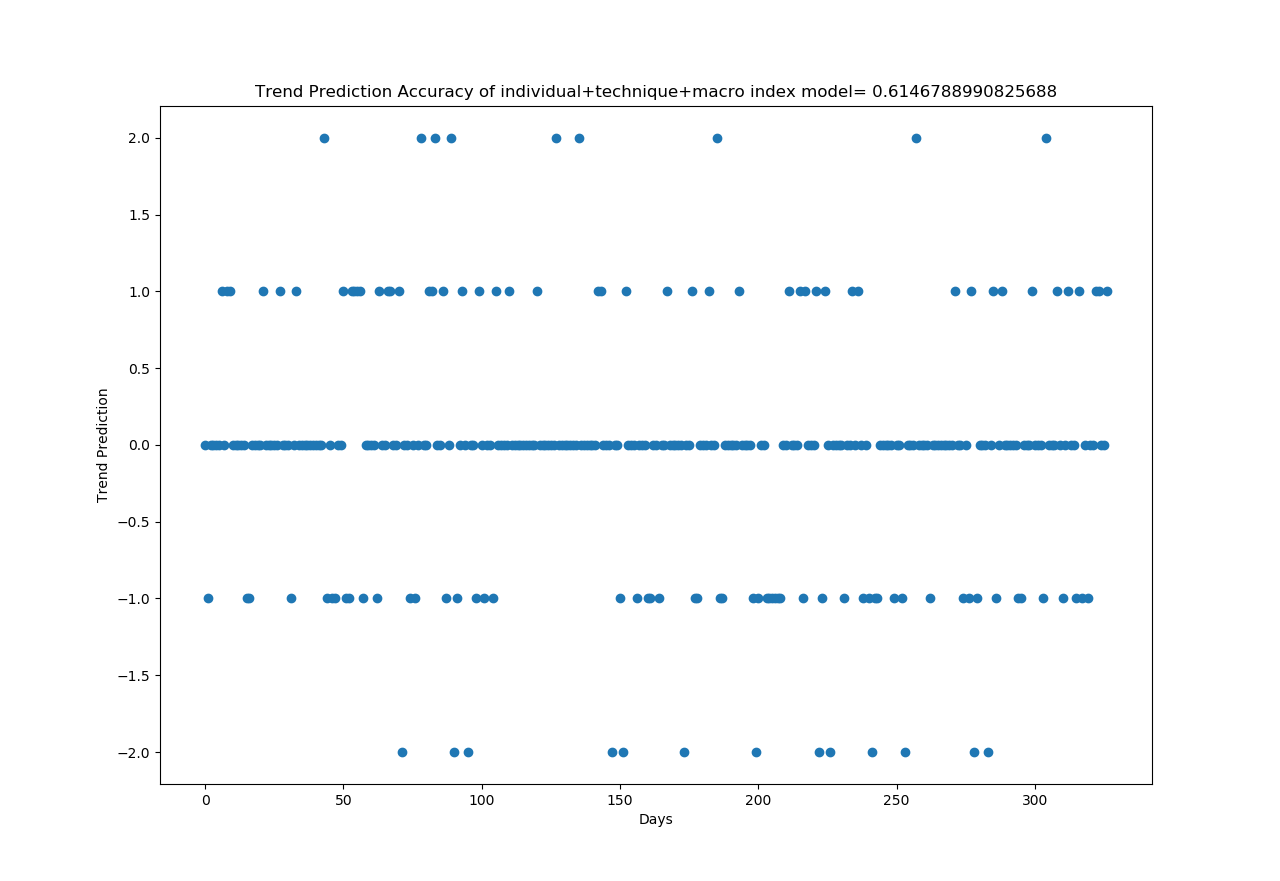 Trend Prediction Accuracy of individual+technique+macro index model= 0.6146788990825688
2.0
1.5
1.0
0.5
0.0
−0.5
−1.0
−1.5
−2.0
Trend Prediction
0 50 100 150 200 250 300
Days